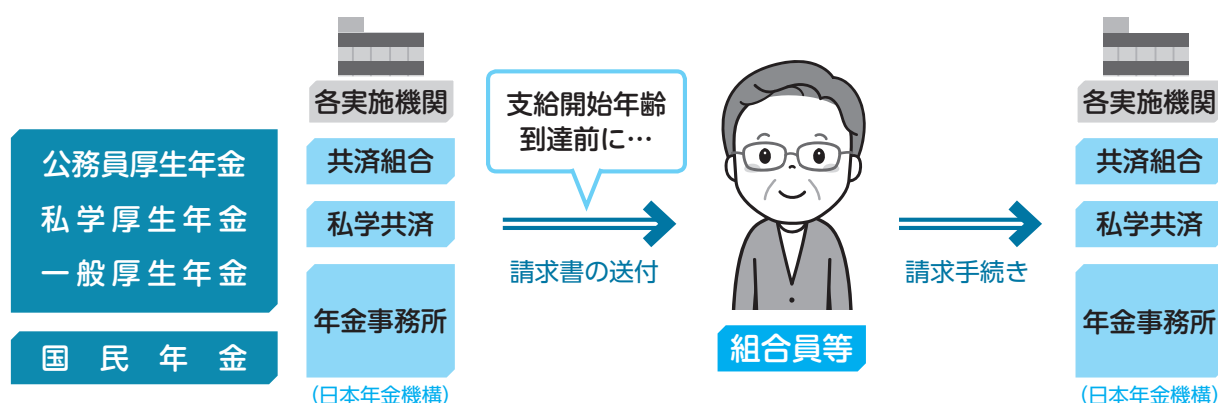 公務員厚生年金
私学厚生年金
一般厚生年金
国民年金
各実施機関
共済組合
私学共済
年金事務所
(日本年金機構)
支給開始年齢
到達前に…
請求書の送付
組合員等
請求手続き
各実施機関
共済組合
私学共済
年金事務所
(日本年金機構)